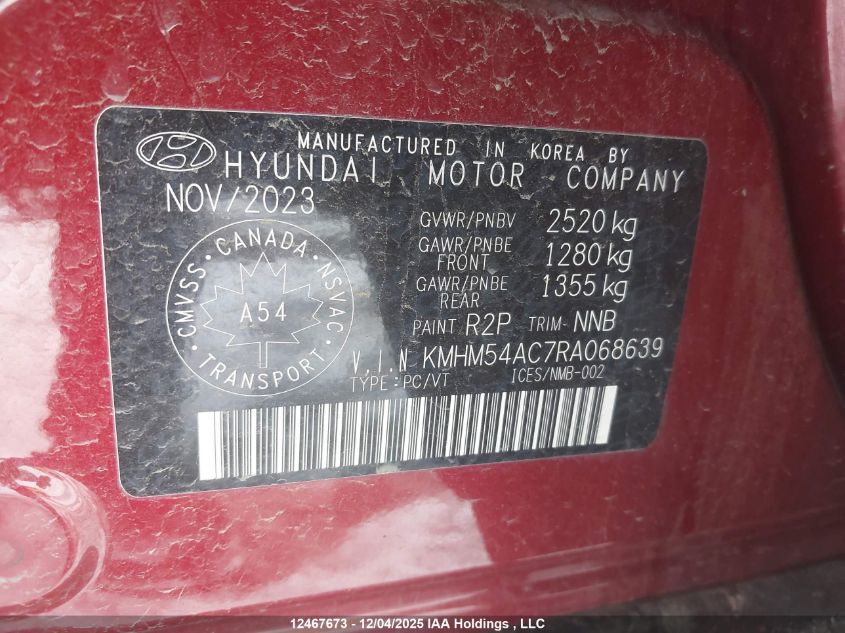 MANUFACTURED IN KOREA BY
HYUNDAI MOTOR COMPANY
NOV/2023
GVWR/PNBV 2520 kg
GAWR/PNBE FRONT 1280 kg
GAWR/PNBE REAR 1355 kg
PAINT R2P TRIM- NNB
V.I.N KMHM54AC7RA068639
TYPE:PC/VT ICES/NMB-002
CMVSS · CANADA · NSVAC
A54
TRANSPORT
12467673 - 12/04/2025 IAA Holdings , LLC